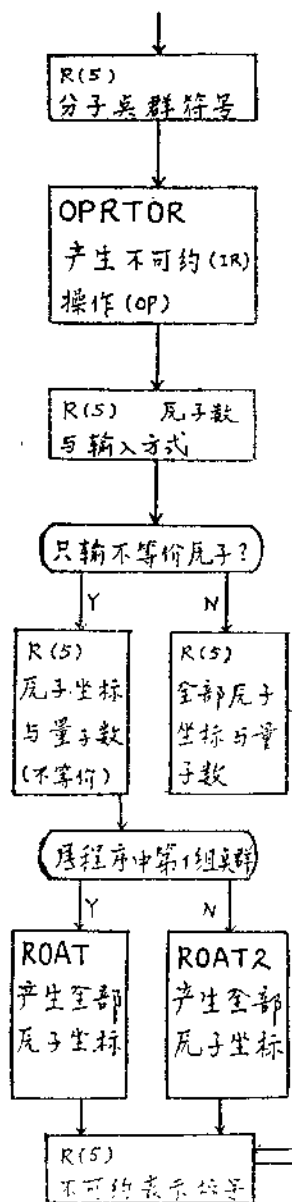 R(5)
分子点群符号
OPRTOR
产生不可约(IR)
操作(OP)
R(5) 原子数
与输入方式
只输不等价原子?
Y N
R(5)
原子坐标
与量子数
(不等价)
R(5)
全部原子
坐标与量
子数
属程序中第1组点群
Y N
ROAT
产生全部
原子坐标
ROAT2
产生全部
原子坐标
R(5)
不可约表示